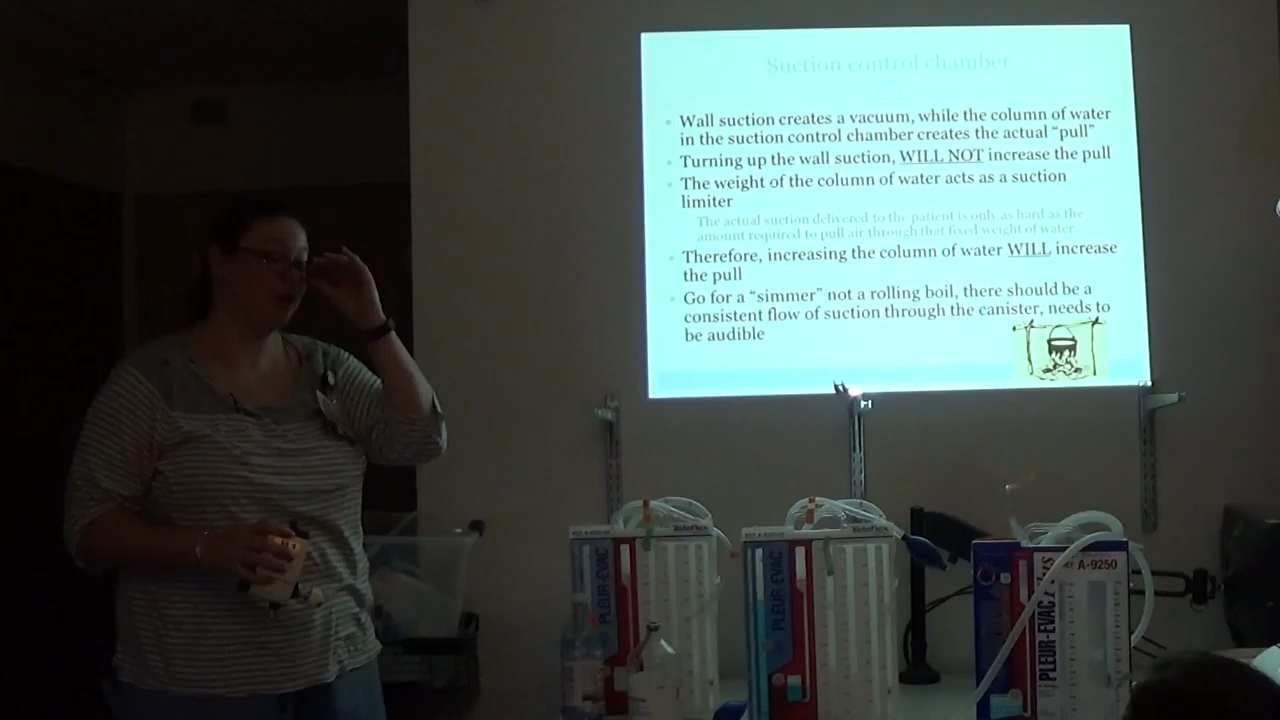 Suction control chamber
Wall suction creates a vacuum, while the column of water
in the suction control chamber creates the actual "pull"
Turning up the wall suction, WILL NOT increase the pull
The weight of the column of water acts as a suction
limiter
The actual suction delivered to the patient is only as hard as the
amount required to pull air through that fixed weight of water
Therefore, increasing the column of water WILL increase
the pull
Go for a "simmer" not a rolling boil, there should be a
consistent flow of suction through the canister, needs to
be audible
PLEUR-EVAC
PLEUR-EVAC
PLEUR-EVAC
A-9250